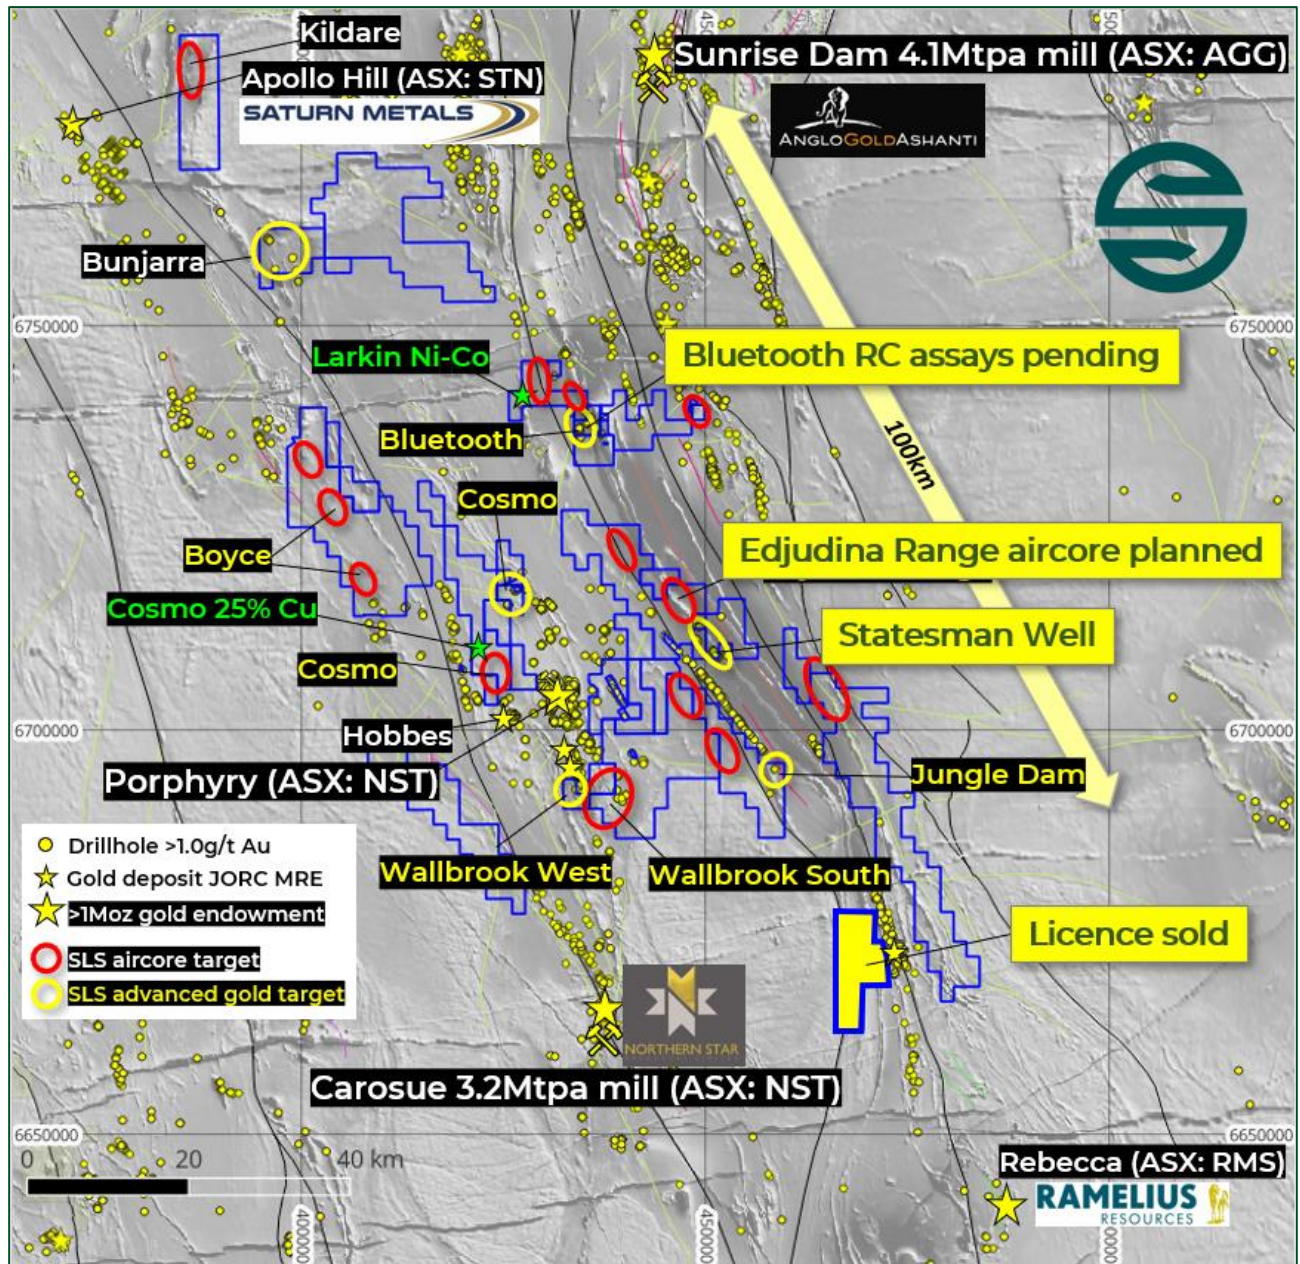 Kildare
Apollo Hill (ASX: STN)
SATURN METALS
Sunrise Dam 4.1Mtpa mill (ASX: AGG)
ANGLOGOLDASHANTI
Bunjarra
6750000
6750000
Larkin Ni-Co
Bluetooth RC assays pending
Bluetooth
100km
Cosmo
Boyce
Edjudina Range aircore planned
Cosmo 25% Cu
Statesman Well
Cosmo
6700000
6700000
Hobbes
Porphyry (ASX: NST)
Jungle Dam
Drillhole >1.0g/t Au
Gold deposit JORC MRE
>1Moz gold endowment
SLS aircore target
SLS advanced gold target
Wallbrook West
Wallbrook South
Licence sold
NORTHERN STAR
Carosue 3.2Mtpa mill (ASX: NST)
6650000
6650000
0 20 40 km
Rebecca (ASX: RMS)
RAMELIUS
RESOURCES
400000
450000